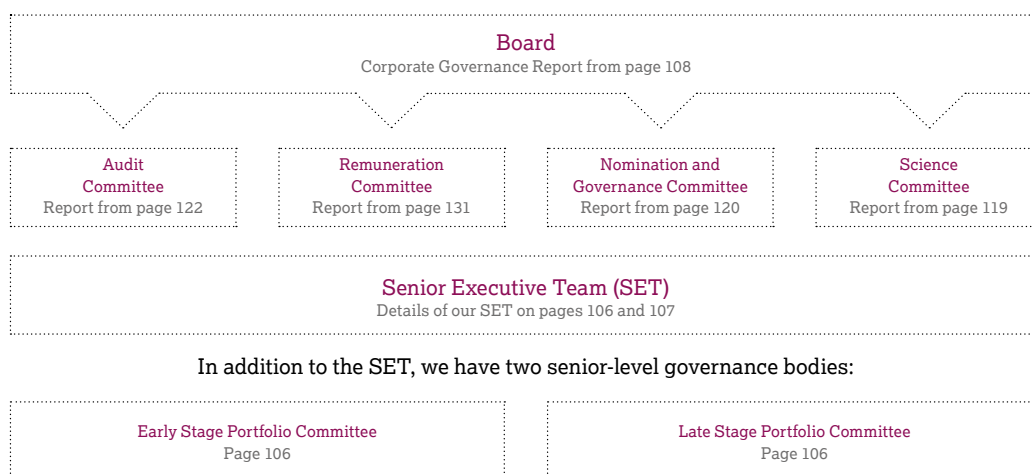 Board
Corporate Governance Report from page 108
Audit
Committee
Report from page 122
Remuneration
Committee
Report from page 131
Nomination and
Governance Committee
Report from page 120
Science
Committee
Report from page 119
Senior Executive Team (SET)
Details of our SET on pages 106 and 107
In addition to the SET, we have two senior-level governance bodies:
Early Stage Portfolio Committee
Page 106
Late Stage Portfolio Committee
Page 106